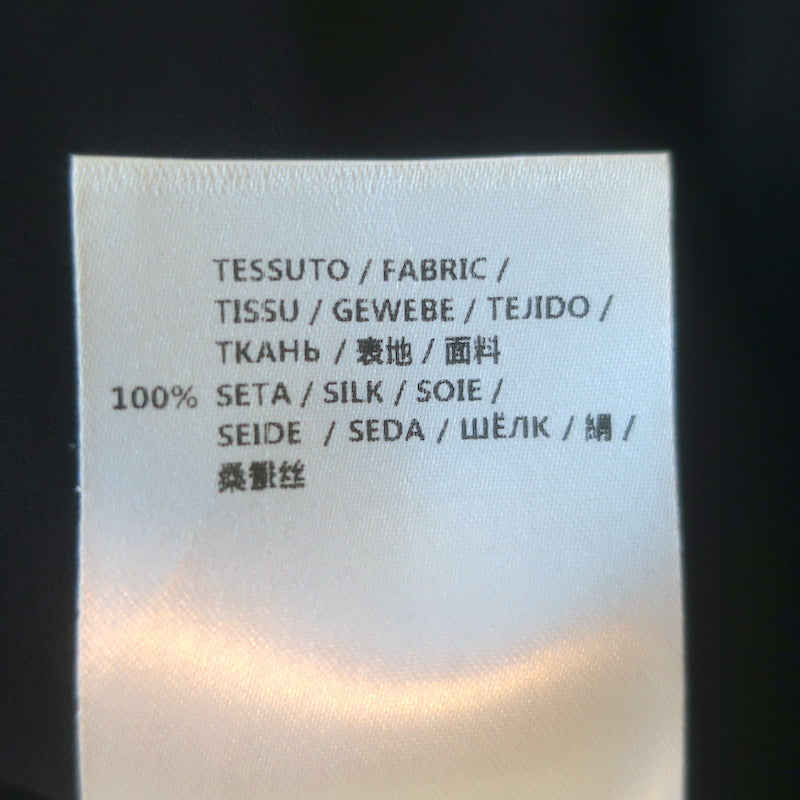 TESSUTO / FABRIC /
TISSU / GEWEBE / TEJIDO /
ТКАНЬ / 表地 / 面料
100% SETA / SILK / SOIE /
SEIDE / SEDA / ШЁЛК / 絹 /
桑蚕丝